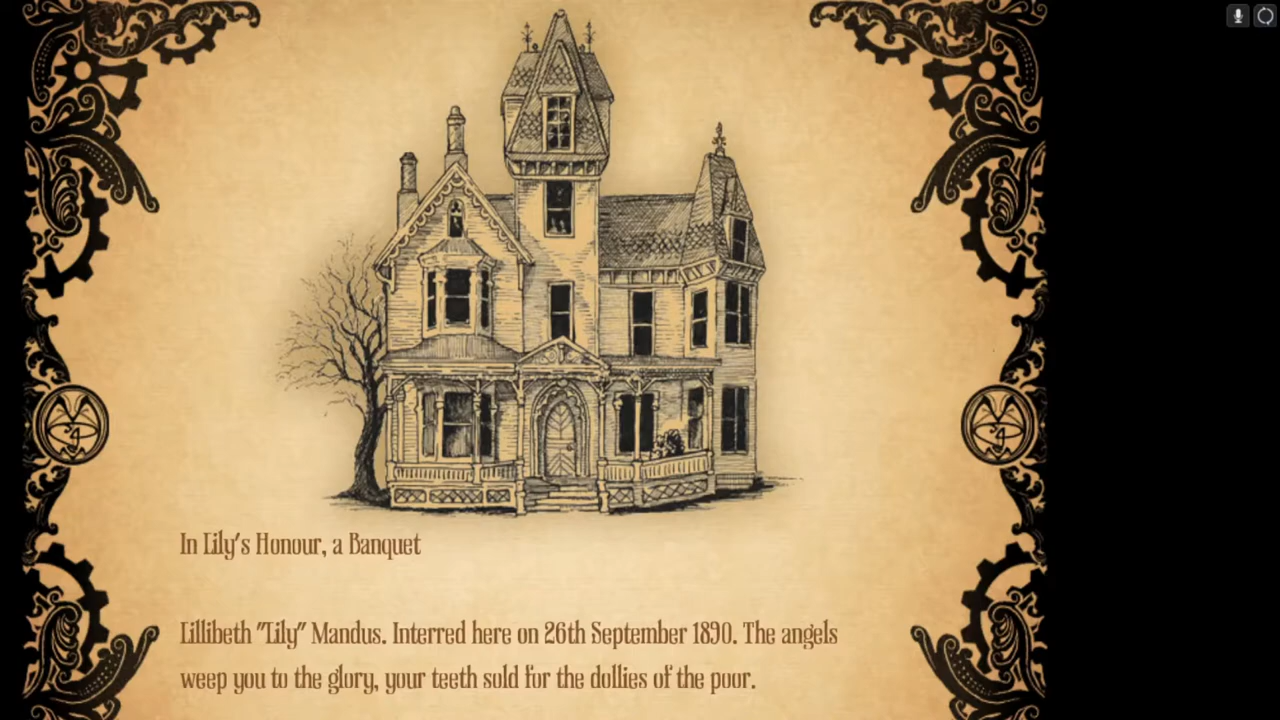 In Lily's Honour, a Banquet
Lillibeth "Lily" Mandus. Interred here on 26th September 1890. The angels
weep you to the glory, your teeth sold for the dollies of the poor.